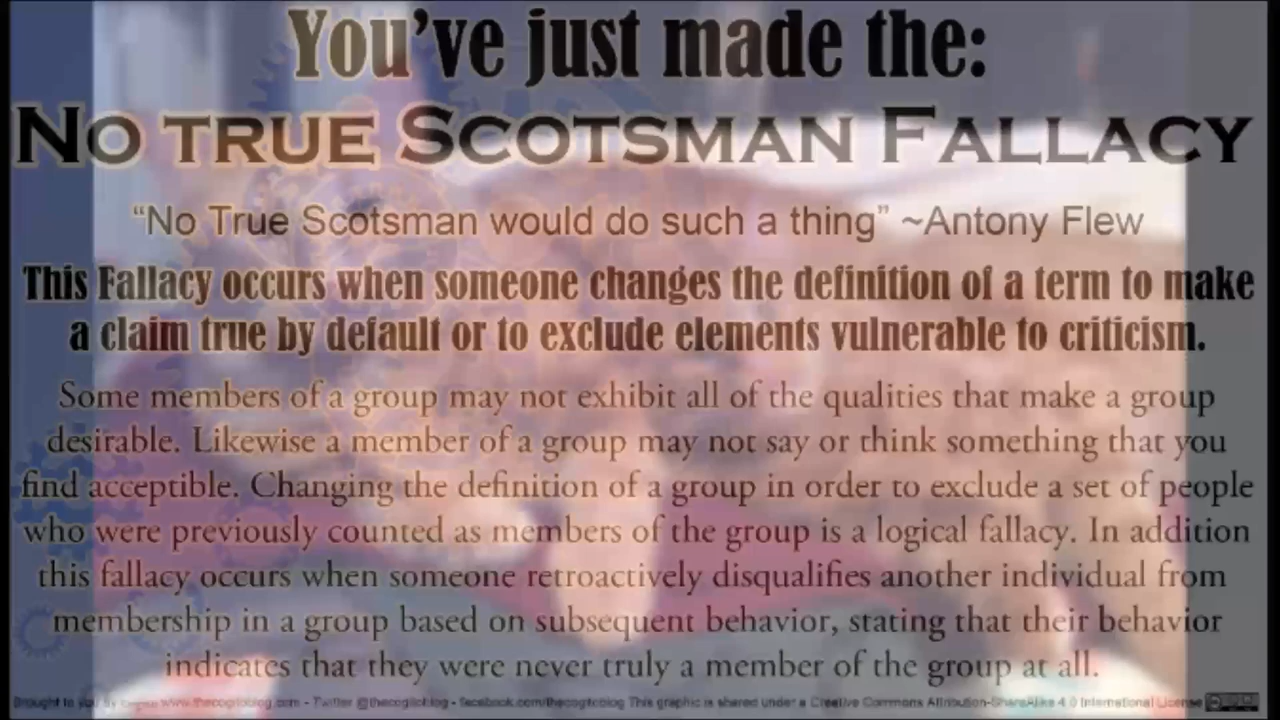 You've just made the:
NO TRUE SCOTSMAN FALLACY
“No True Scotsman would do such a thing” ~Antony Flew
This Fallacy occurs when someone changes the definition of a term to make
a claim true by default or to exclude elements vulnerable to criticism.
Some members of a group may not exhibit all of the qualities that make a group
desirable. Likewise a member of a group may not say or think something that you
find acceptible. Changing the definition of a group in order to exclude a set of people
who were previously counted as members of the group is a logical fallacy. In addition
this fallacy occurs when someone retroactively disqualifies another individual from
membership in a group based on subsequent behavior, stating that their behavior
indicates that they were never truly a member of the group at all.
Brought to you by www.thecogitoblog.com - Twitter @thecogitoblog - facebook.com/thecogitoblog This graphic is shared under a Creative Commons Attribution-ShareAlike 4.0 International License